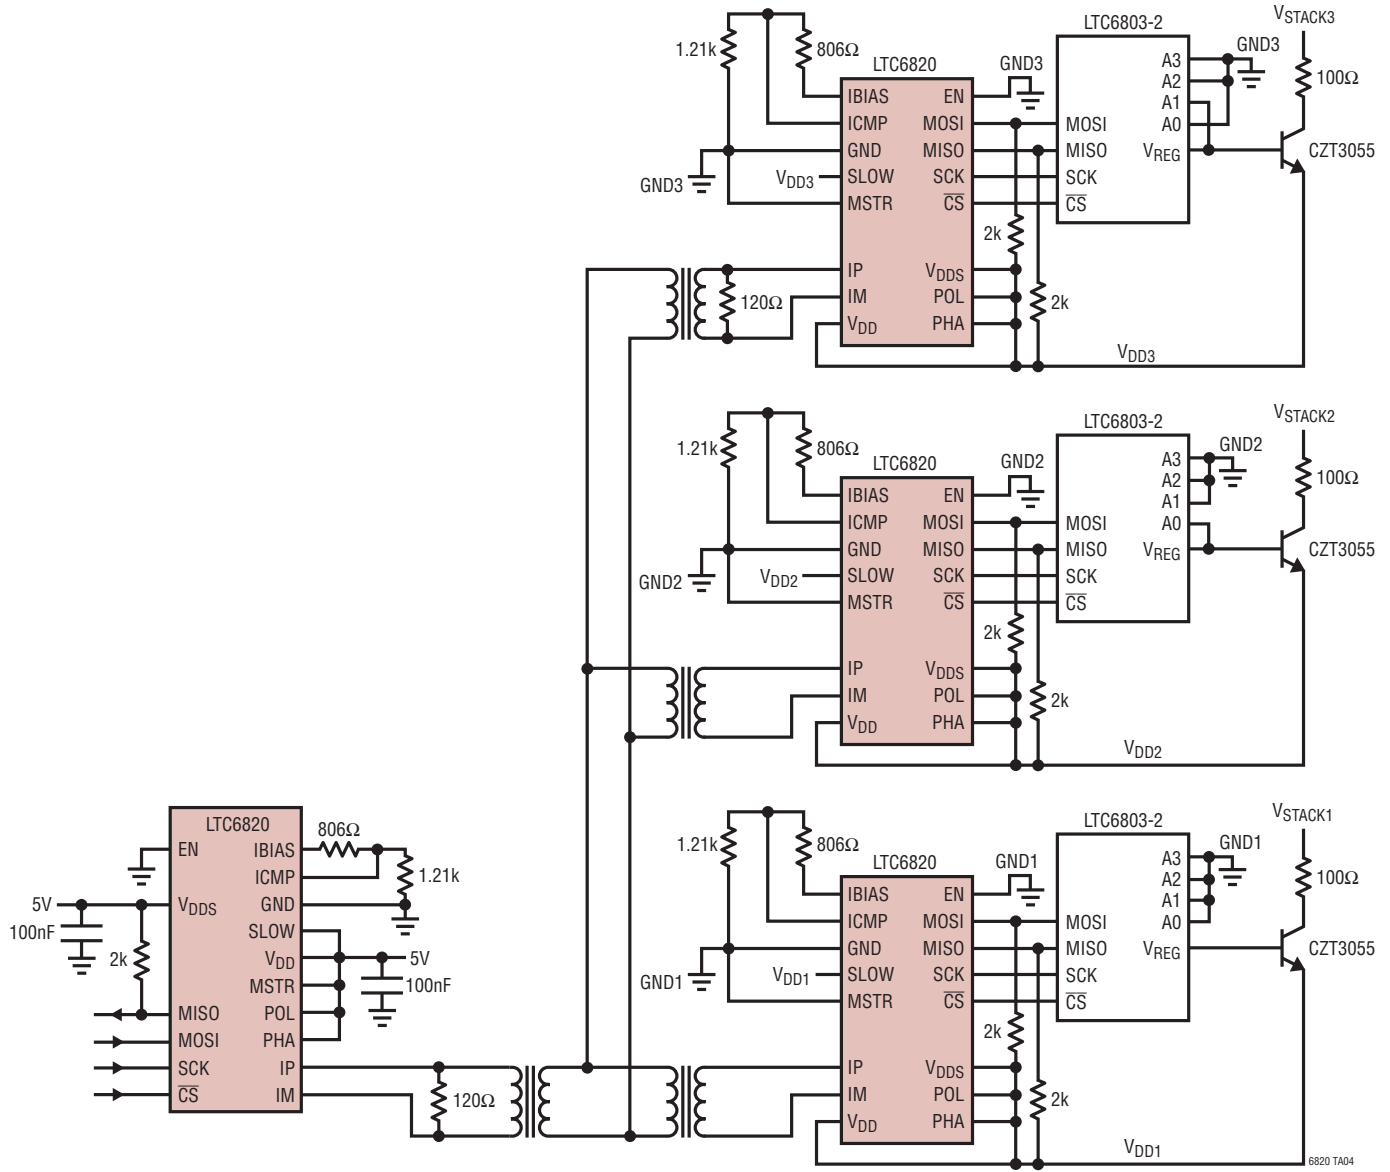 VSTACK3
LTC6803-2
1.21k
806Ω
GND3
LTC6820
GND3
100Ω
A3
A2
A1
A0
IBIAS
EN
ICMP
MOSI
MOSI
GND
MISO
MISO
VREG
CZT3055
GND3
VDD3
SLOW
SCK
SCK
MSTR
CS
CS
2k
IP
VDDS
120Ω
IM
POL
2k
VDD
PHA
VDD3
VSTACK2
LTC6803-2
1.21k
806Ω
GND2
LTC6820
GND2
100Ω
A3
A2
A1
A0
IBIAS
EN
ICMP
MOSI
MOSI
GND
MISO
MISO
VREG
CZT3055
GND2
VDD2
SLOW
SCK
SCK
MSTR
CS
CS
2k
IP
VDDS
IM
POL
2k
VDD
PHA
VDD2
VSTACK1
LTC6803-2
1.21k
806Ω
GND1
LTC6820
GND1
100Ω
A3
A2
A1
A0
IBIAS
EN
ICMP
MOSI
MOSI
GND
MISO
MISO
VREG
CZT3055
GND1
VDD1
SLOW
SCK
SCK
MSTR
CS
CS
2k
IP
VDDS
IM
POL
2k
VDD
PHA
VDD1
LTC6820
806Ω
EN
IBIAS
ICMP
1.21k
5V
VDDS
GND
100nF
SLOW
2k
VDD
5V
MSTR
100nF
MISO
POL
MOSI
PHA
SCK
IP
CS
IM
120Ω
6820 TA04